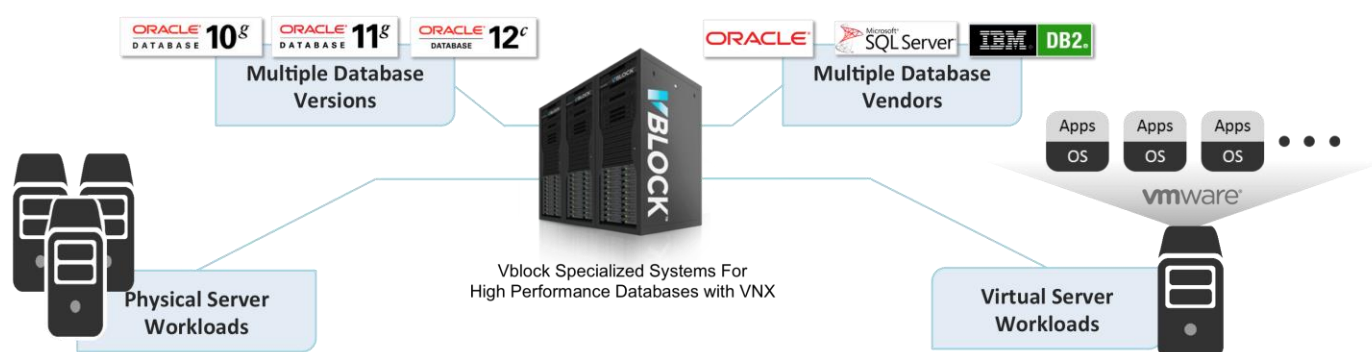 ORACLE DATABASE 10g
ORACLE DATABASE 11g
ORACLE DATABASE 12c
Multiple Database
Versions
ORACLE
Microsoft SQL Server
IBM DB2.
Multiple Database
Vendors
VBLOCK
Apps Apps Apps
OS OS OS
vmware
Vblock Specialized Systems For
High Performance Databases with VNX
Physical Server
Workloads
Virtual Server
Workloads